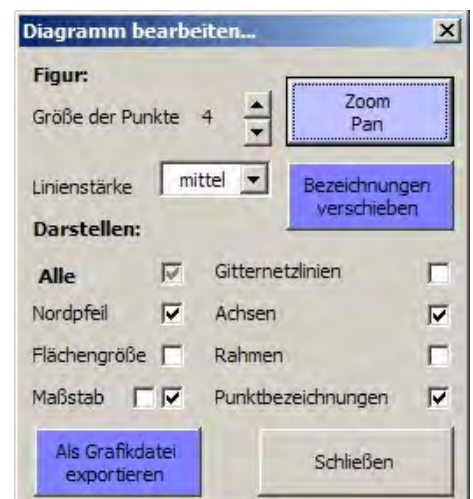 Diagramm bearbeiten...
Figur:
Größe der Punkte 4
Zoom
Pan
Linienstärke mittel
Bezeichnungen
verschieben
Darstellen:
Alle Gitternetzlinien
Nordpfeil Achsen
Flächengröße Rahmen
Maßstab Punktbezeichnungen
Als Grafikdatei
exportieren
Schließen